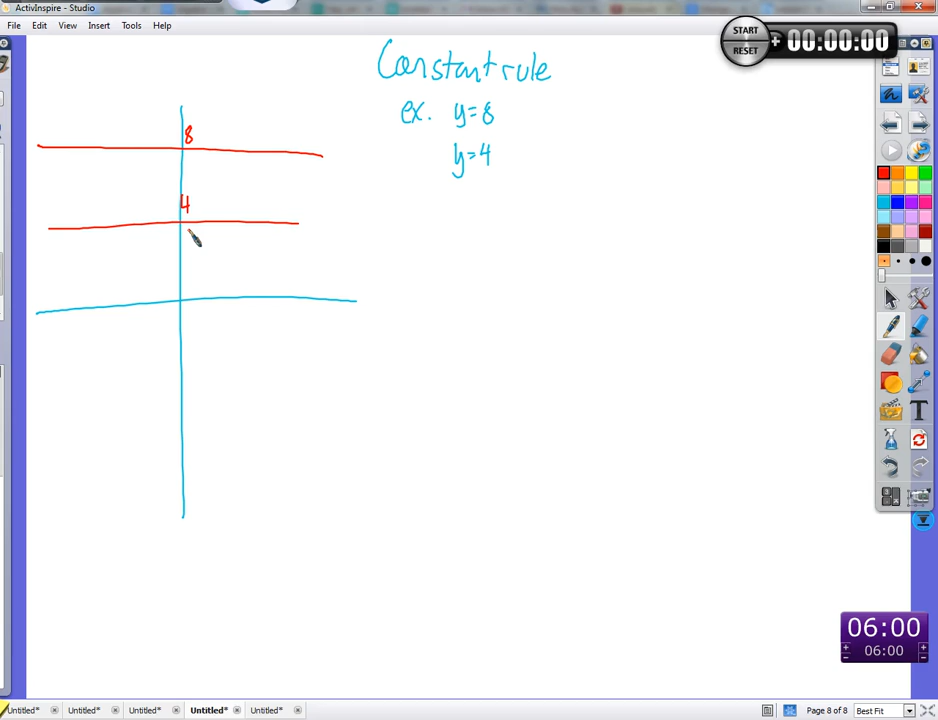 ActivInspire - Studio
File Edit View Insert Tools Help
START
RESET
00:00:00
Constant rule
ex. y=8
y=4
8
4
06:00
06:00
Untitled* Untitled* Untitled* Untitled* Untitled*
Page 8 of 8 Best Fit